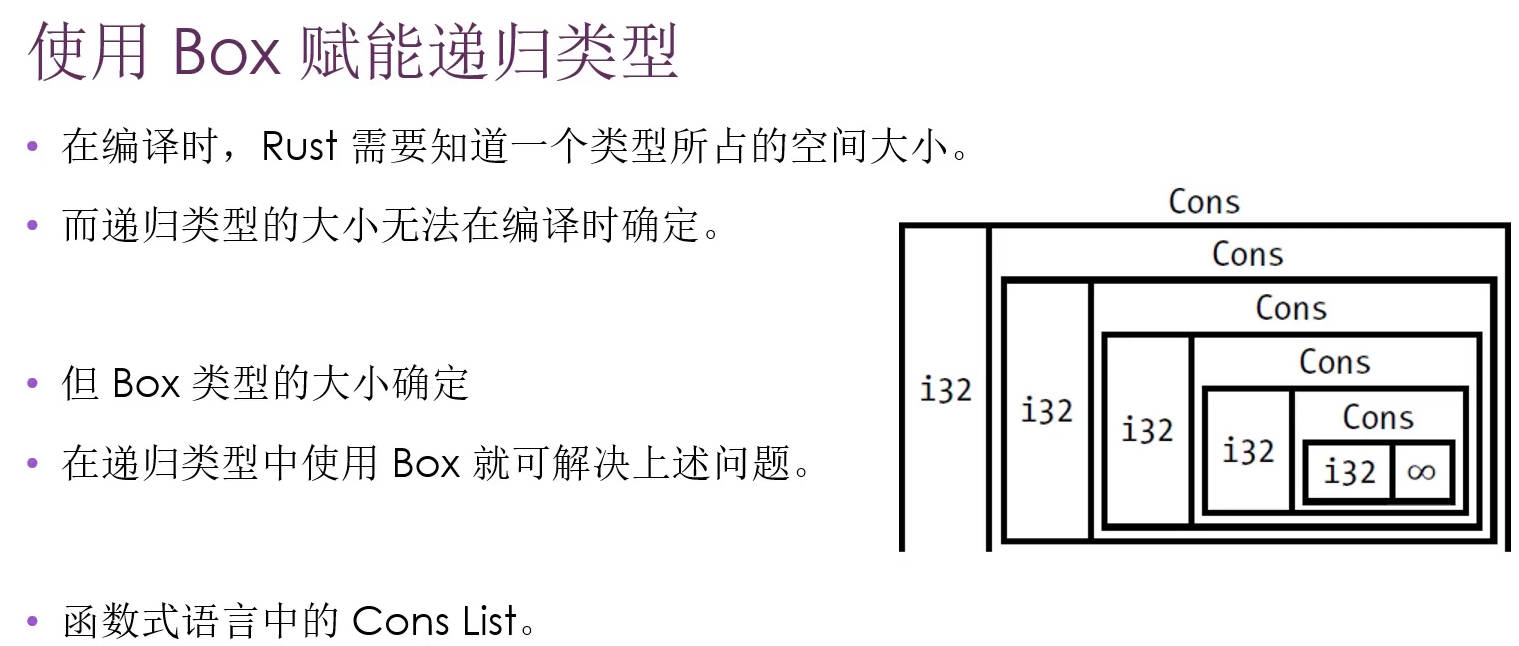 使用 Box 赋能递归类型
• 在编译时，Rust 需要知道一个类型所占的空间大小。
• 而递归类型的大小无法在编译时确定。
• 但 Box 类型的大小确定
• 在递归类型中使用 Box 就可解决上述问题。
• 函数式语言中的 Cons List。
Cons
Cons
Cons
Cons
Cons
i32
i32
i32
i32
i32
∞